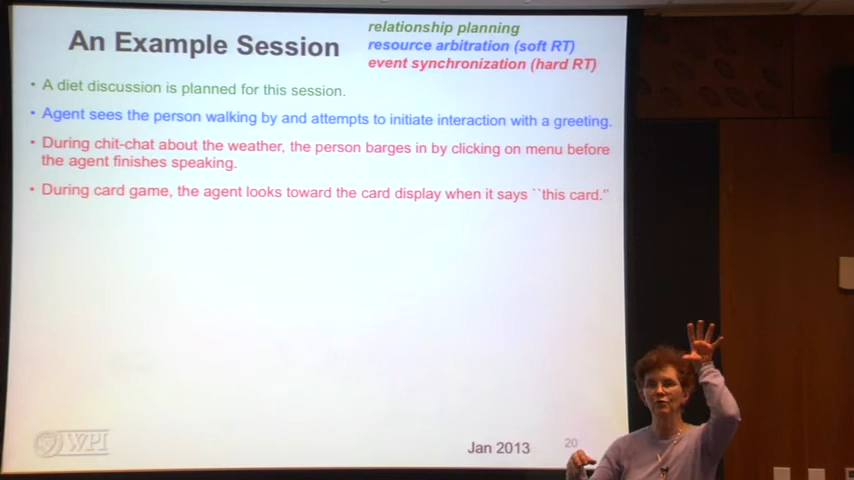 An Example Session
relationship planning
resource arbitration (soft RT)
event synchronization (hard RT)
• A diet discussion is planned for this session.
• Agent sees the person walking by and attempts to initiate interaction with a greeting.
• During chit-chat about the weather, the person barges in by clicking on menu before
the agent finishes speaking.
• During card game, the agent looks toward the card display when it says ``this card."
WPI
Jan 2013
20